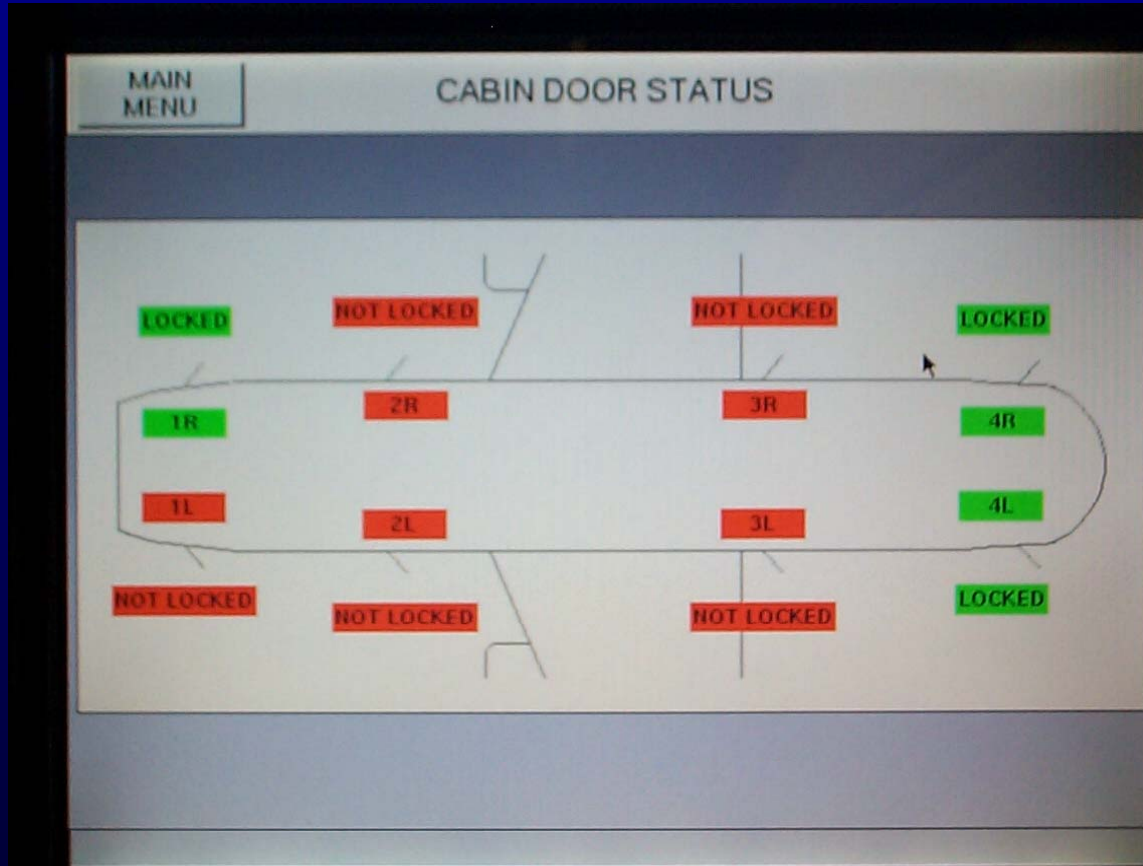 MAIN
MENU
CABIN DOOR STATUS
LOCKED
NOT LOCKED
NOT LOCKED
LOCKED
1R
2R
3R
4R
1L
2L
3L
4L
NOT LOCKED
NOT LOCKED
NOT LOCKED
LOCKED